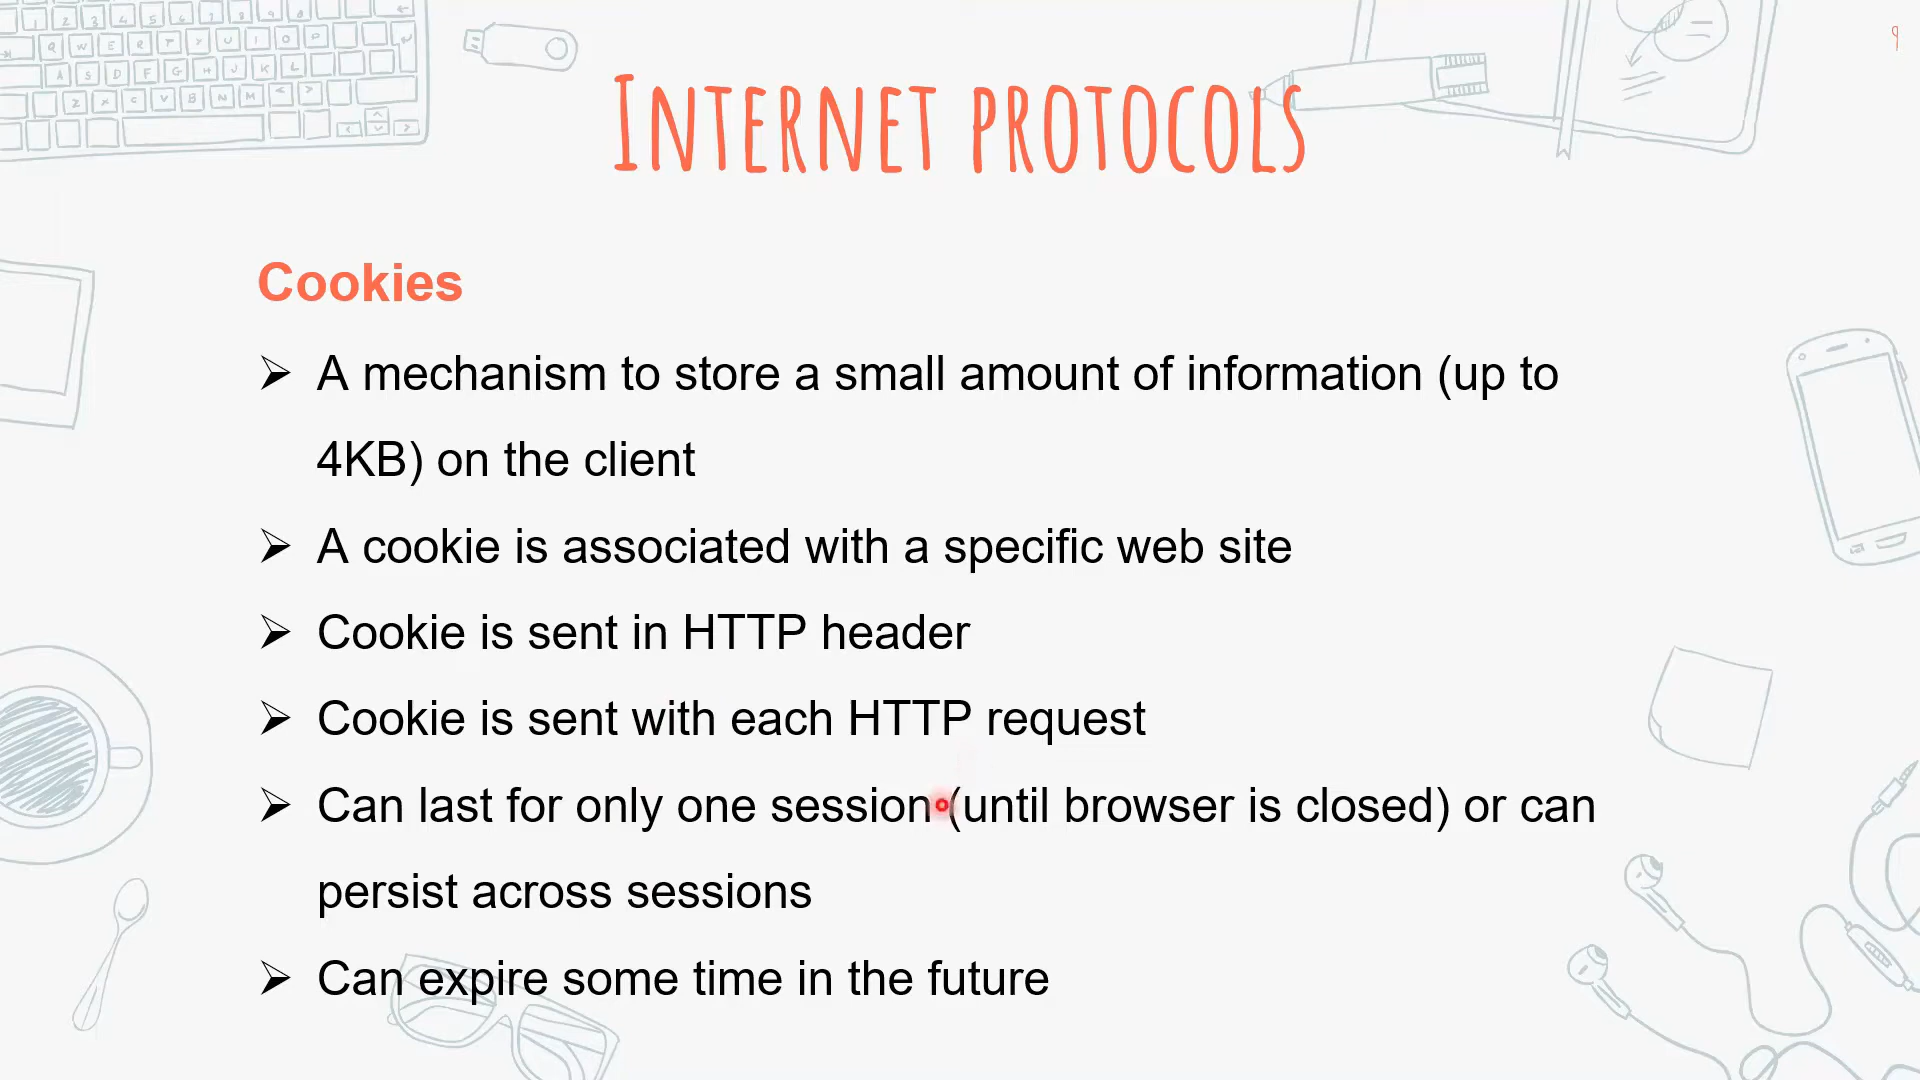 9
Internet protocols
Cookies
➢ A mechanism to store a small amount of information (up to
4KB) on the client
➢ A cookie is associated with a specific web site
➢ Cookie is sent in HTTP header
➢ Cookie is sent with each HTTP request
➢ Can last for only one session (until browser is closed) or can
persist across sessions
➢ Can expire some time in the future